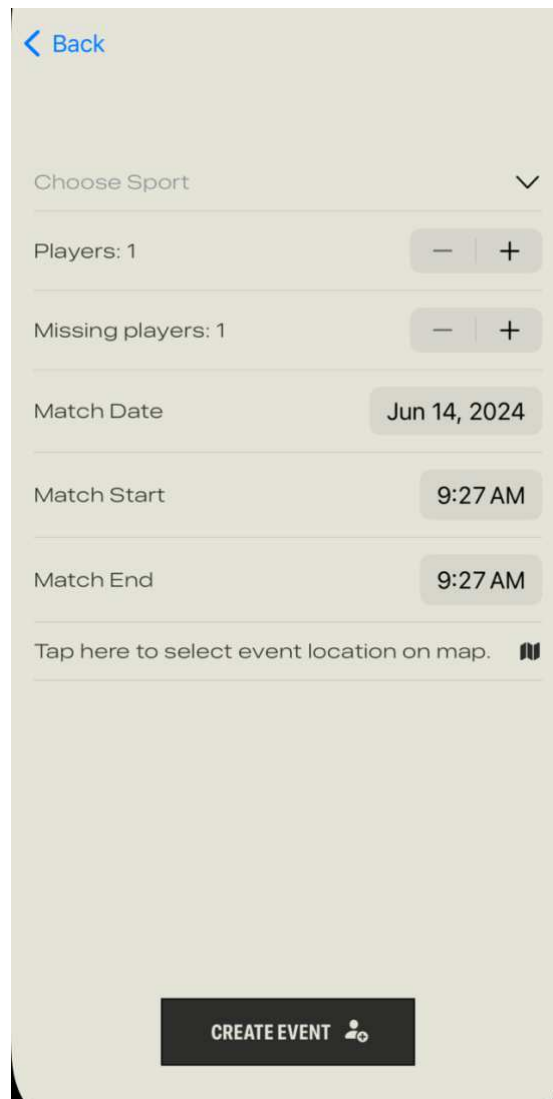 Back
Choose Sport
Players: 1
Missing players: 1
Match Date Jun 14, 2024
Match Start 9:27 AM
Match End 9:27 AM
Tap here to select event location on map.
CREATE EVENT